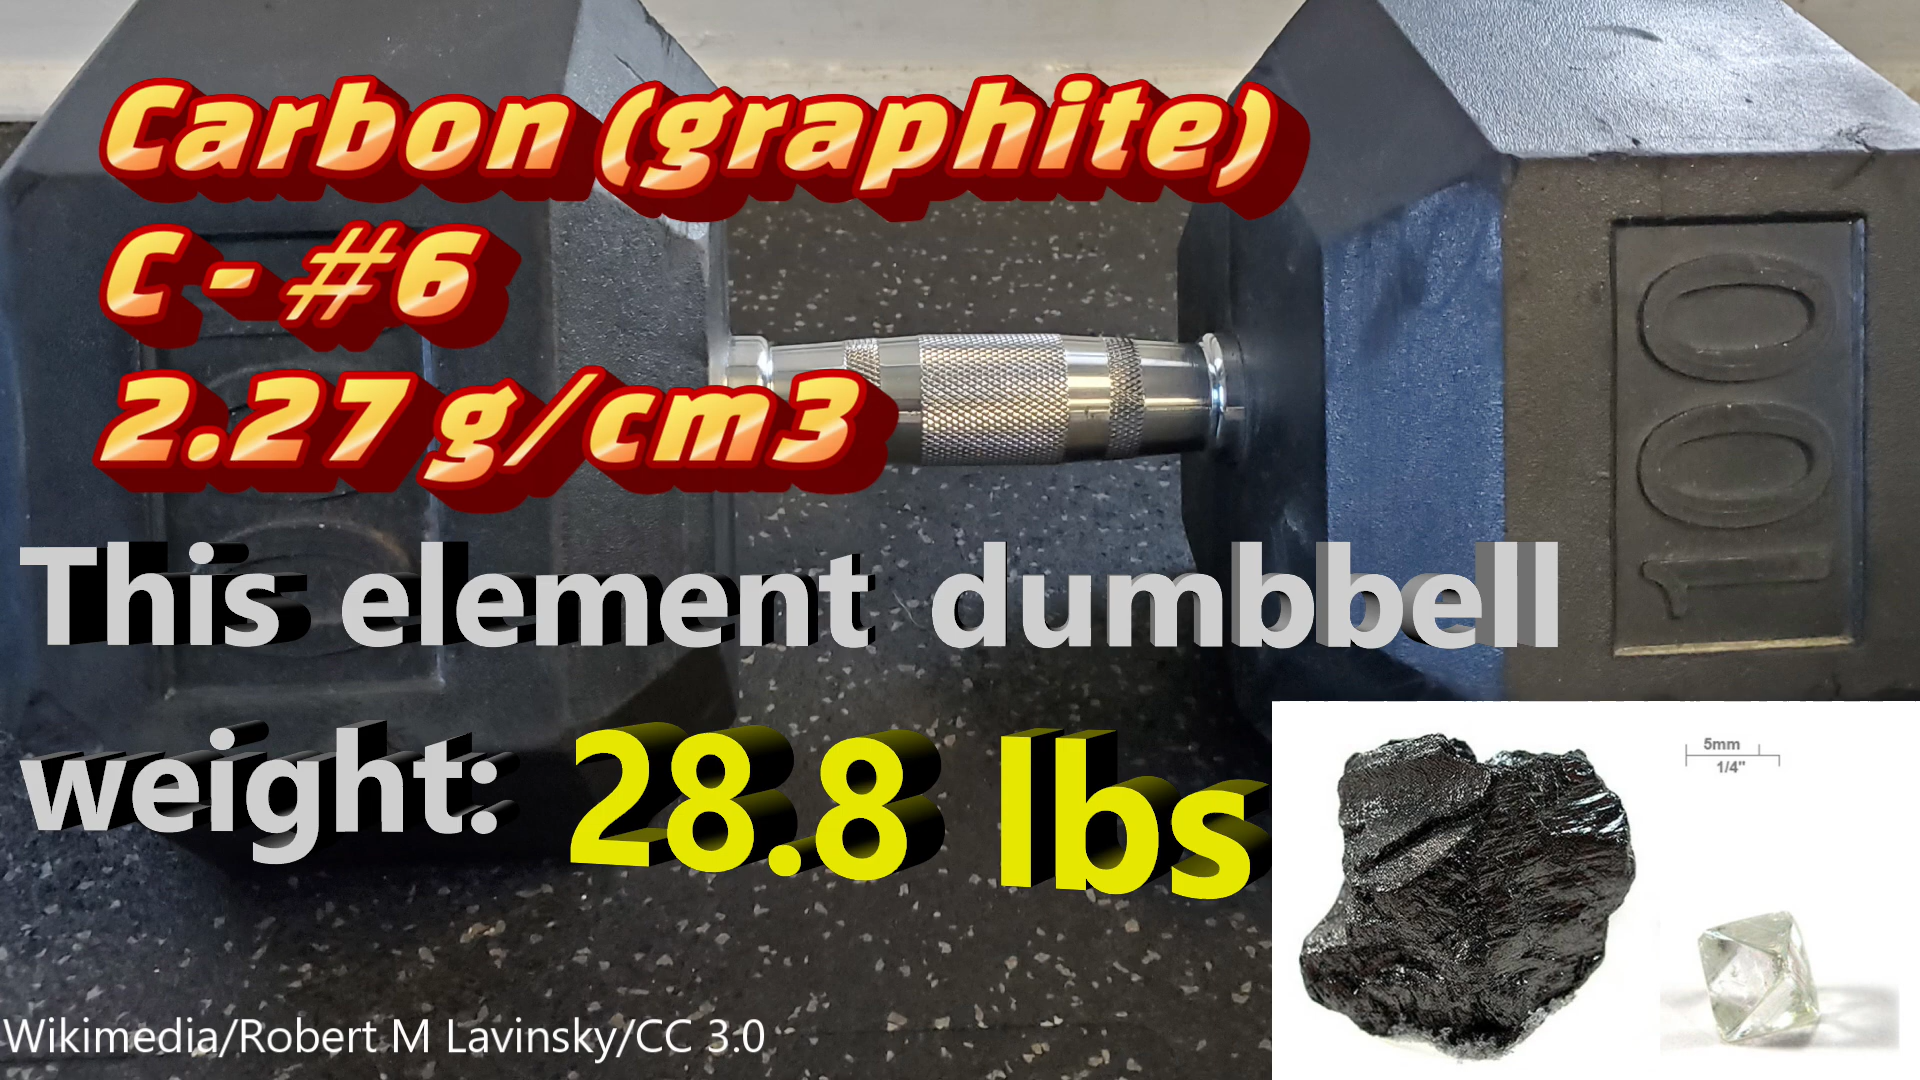 Carbon (graphite)
C - #6
2.27 g/cm3
100
This element dumbbell
weight: 28.8 lbs
5mm
1/4"
Wikimedia/Robert M Lavinsky/CC 3.0